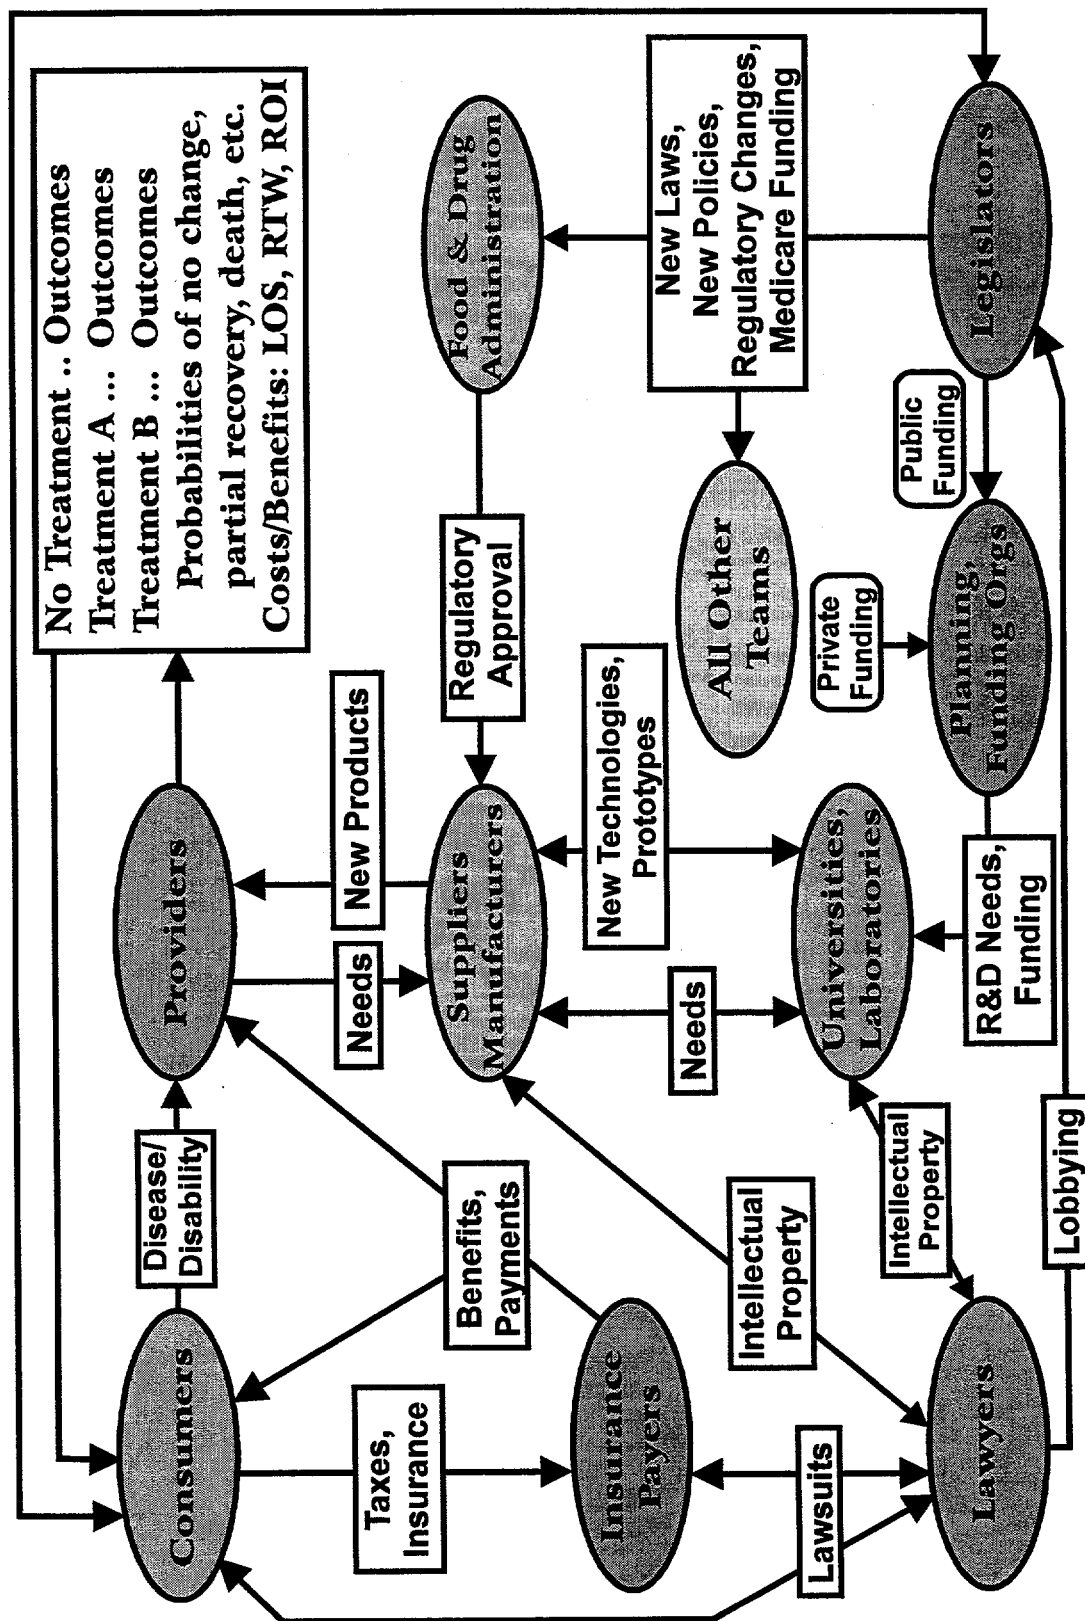 No Treatment .. Outcomes
Treatment A ... Outcomes
Treatment B ... Outcomes
Probabilities of no change,
partial recovery, death, etc.
Costs/Benefits: LOS, RTW, ROI
Consumers
Disease/
Disability
Providers
Taxes,
Insurance
Benefits,
Payments
Needs
New Products
Insurance
Payers
Suppliers
Manufacturers
Regulatory
Approval
Food & Drug
Administration
Intellectual
Property
Needs
New Technologies,
Prototypes
All Other
Teams
New Laws,
New Policies,
Regulatory Changes,
Medicare Funding
Lawsuits
Lawyers
Intellectual
Property
Universities,
Laboratories
R&D Needs,
Funding
Private
Funding
Planning,
Funding Orgs
Public
Funding
Legislators
Lobbying